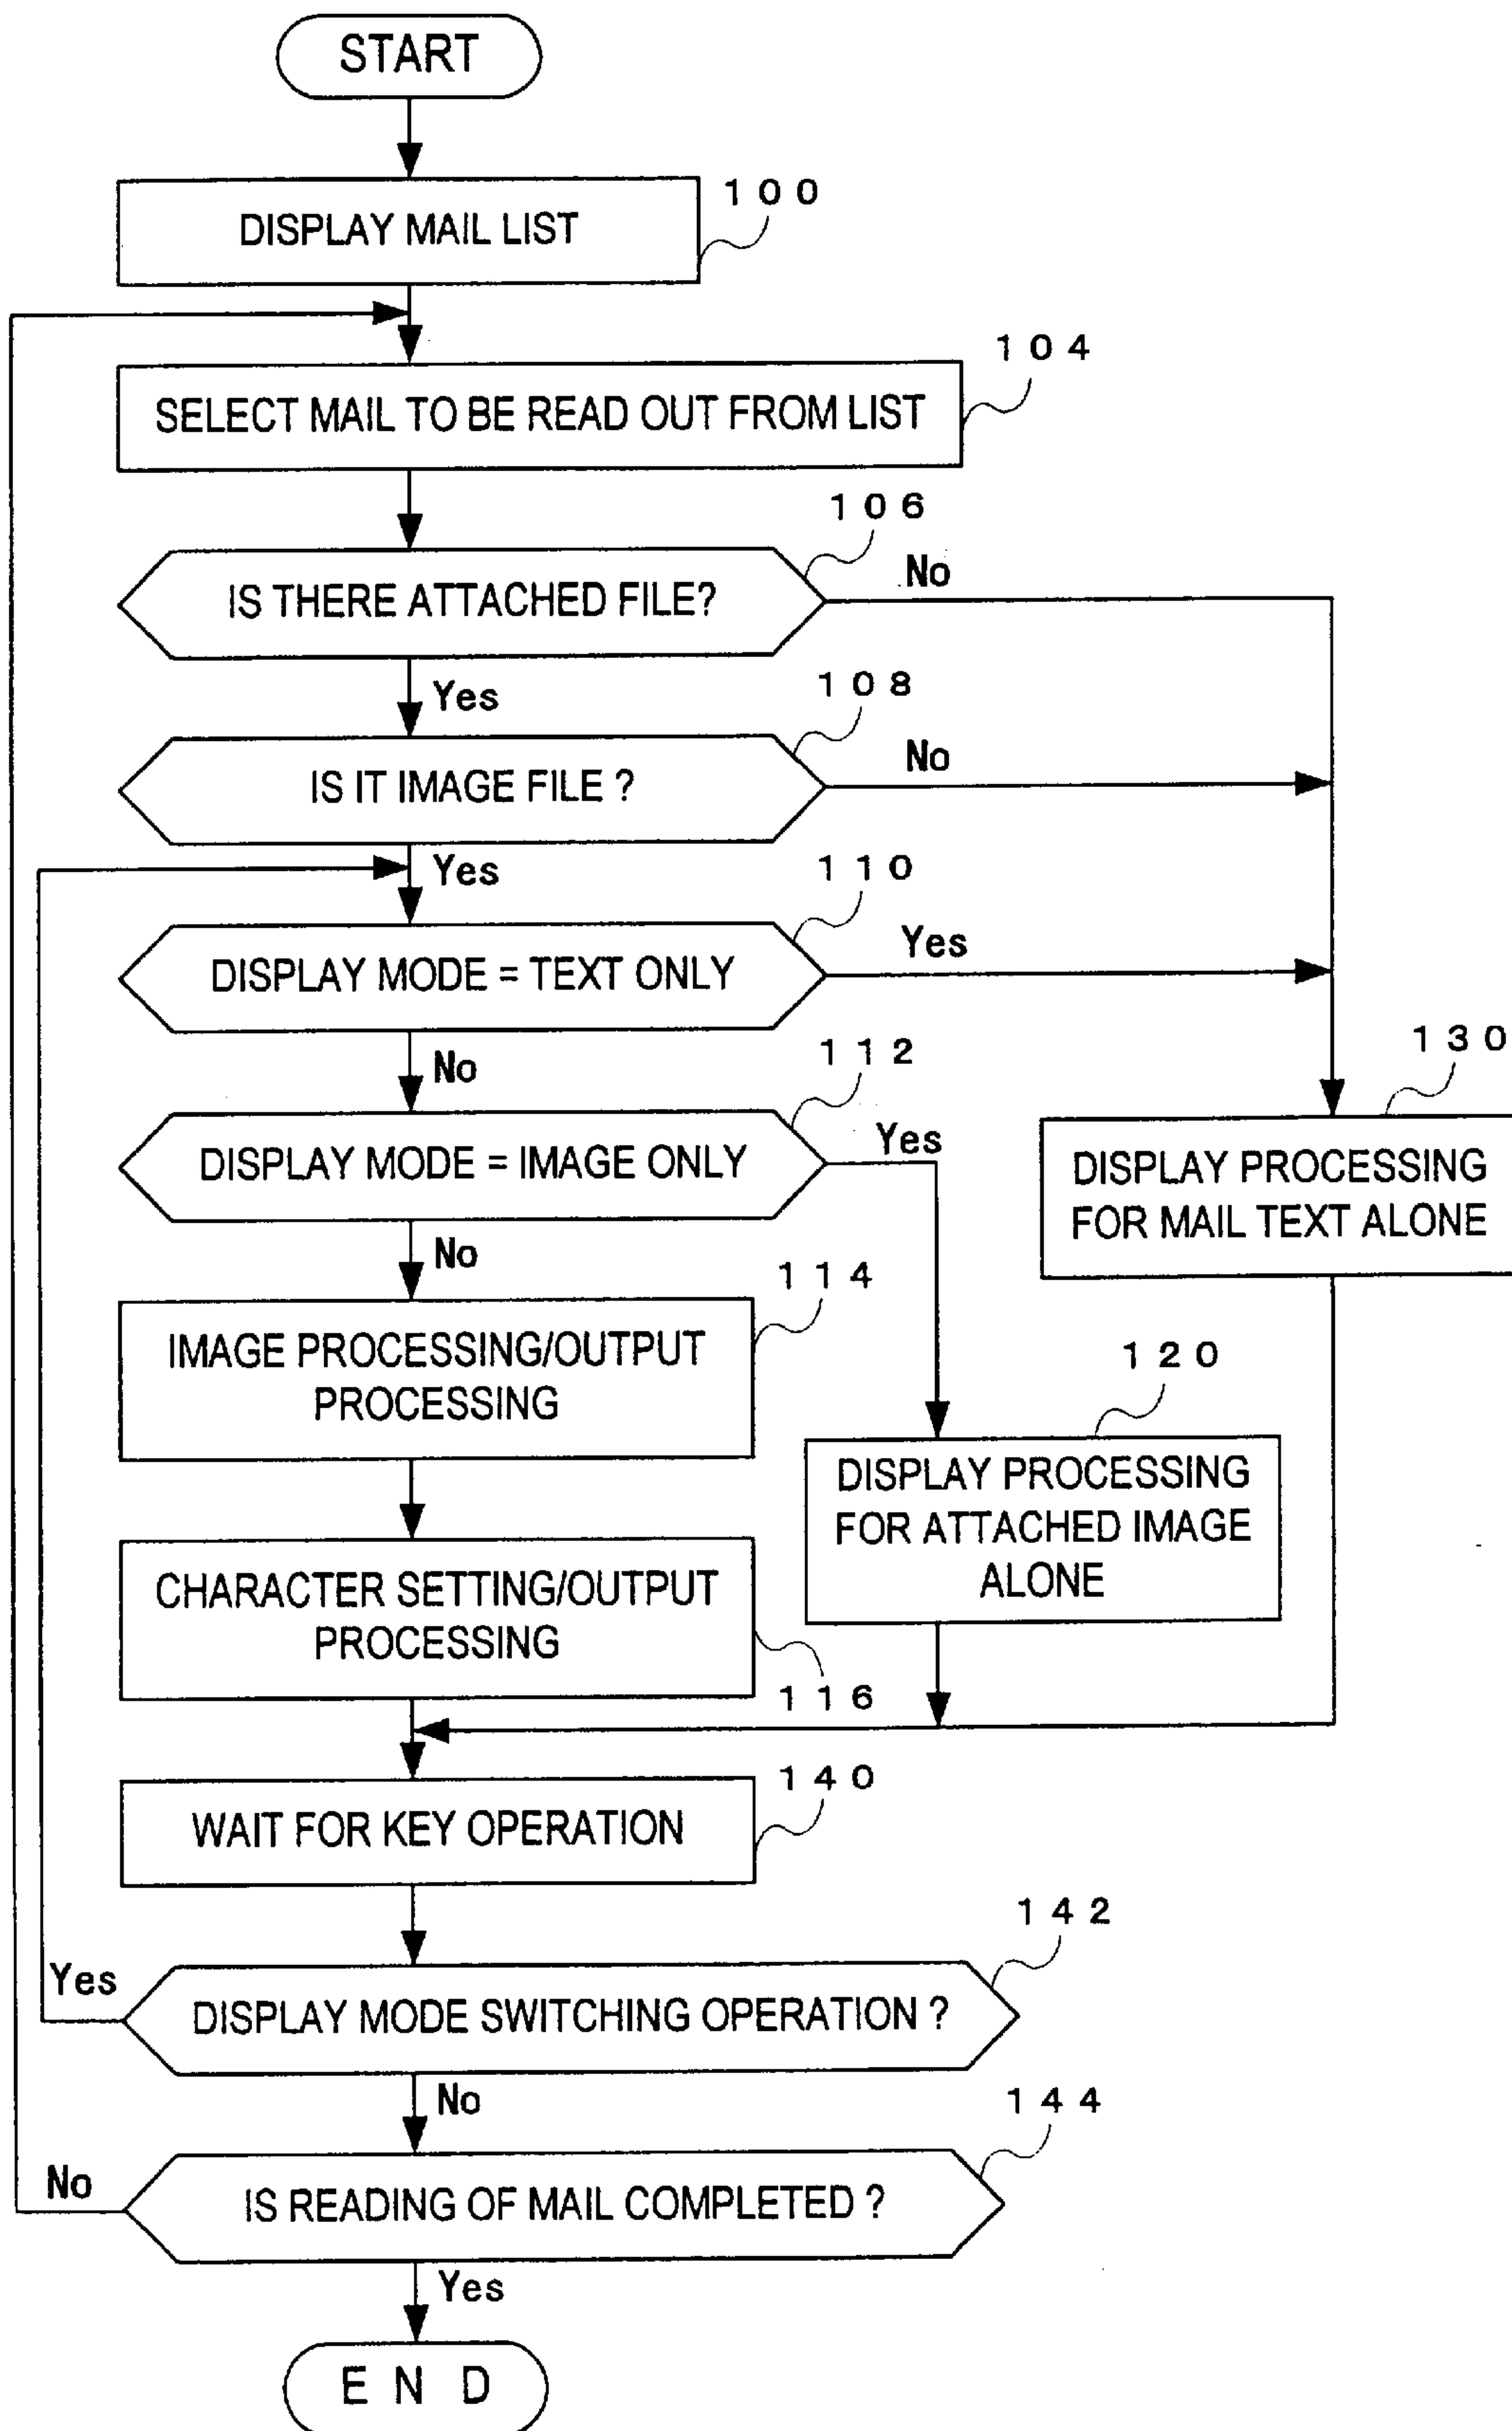 START
100
DISPLAY MAIL LIST
104
SELECT MAIL TO BE READ OUT FROM LIST
106
IS THERE ATTACHED FILE?
No
Yes
108
IS IT IMAGE FILE ?
No
Yes
110
DISPLAY MODE = TEXT ONLY
Yes
No
112
DISPLAY MODE = IMAGE ONLY
Yes
No
130
DISPLAY PROCESSING
FOR MAIL TEXT ALONE
114
IMAGE PROCESSING/OUTPUT
PROCESSING
120
DISPLAY PROCESSING
FOR ATTACHED IMAGE
ALONE
CHARACTER SETTING/OUTPUT
PROCESSING
116
140
WAIT FOR KEY OPERATION
142
Yes
DISPLAY MODE SWITCHING OPERATION ?
No
144
No
IS READING OF MAIL COMPLETED ?
Yes
END